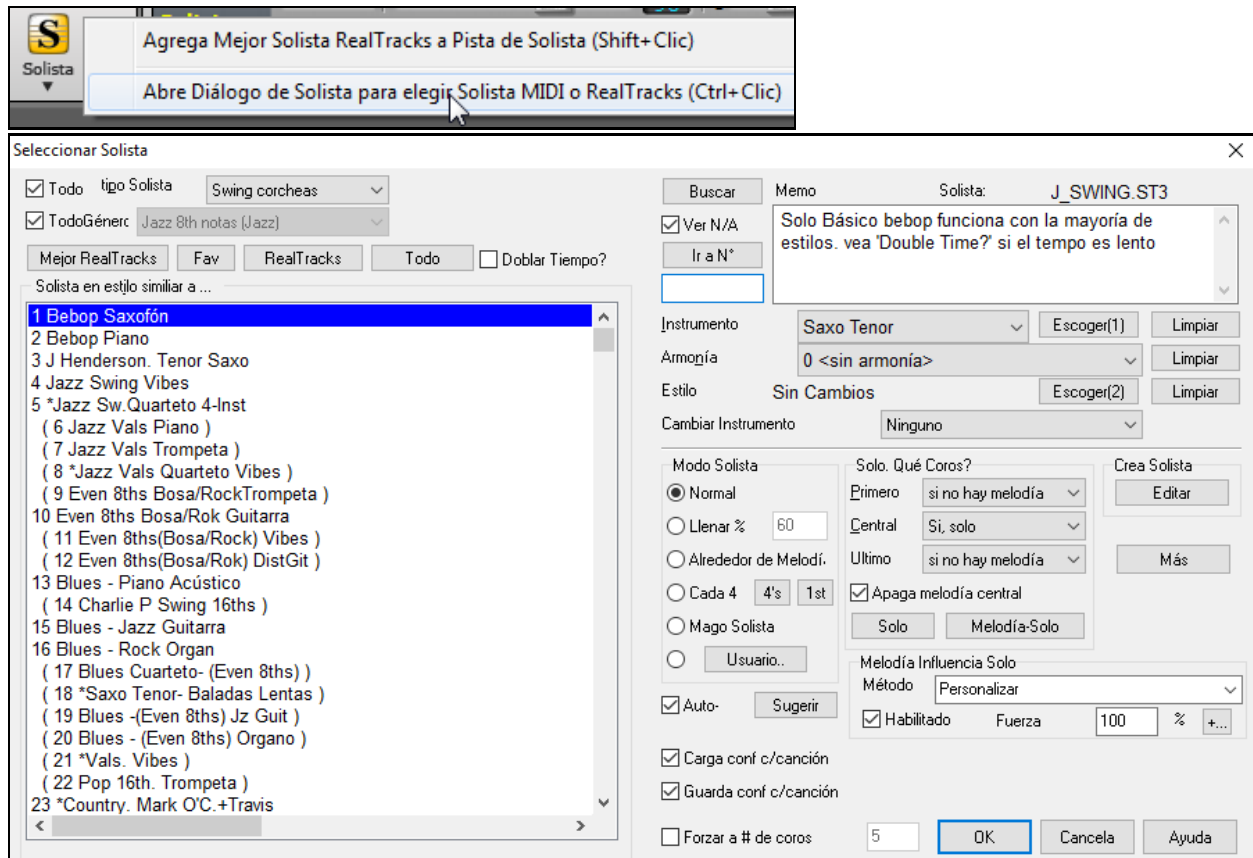 S
Solista
Agrega Mejor Solista RealTracks a Pista de Solista (Shift+Clic)
Abre Diálogo de Solista para elegir Solista MIDI o RealTracks (Ctrl+Clic)
Seleccionar Solista
Todo tipo Solista Swing corcheas
TodoGénerc Jazz 8th notas (Jazz)
Mejor RealTracks Fav RealTracks Todo Doblar Tiempo?
Solista en estilo similiar a ...
1 Bebop Saxofón
2 Bebop Piano
3 J Henderson. Tenor Saxo
4 Jazz Swing Vibes
5 *Jazz Sw.Quarteto 4-Inst
( 6 Jazz Vals Piano )
( 7 Jazz Vals Trompeta )
( 8 *Jazz Vals Quarteto Vibes )
( 9 Even 8ths Bosa/RockTrompeta )
10 Even 8ths Bosa/Rok Guitarra
( 11 Even 8ths(Bosa/Rock) Vibes )
( 12 Even 8ths(Bosa/Rok) DistGit )
13 Blues - Piano Acústico
( 14 Charlie P Swing 16ths )
15 Blues - Jazz Guitarra
16 Blues - Rock Organ
( 17 Blues Cuarteto- (Even 8ths) )
( 18 *Saxo Tenor- Baladas Lentas )
( 19 Blues -(Even 8ths) Jz Guit )
( 20 Blues - (Even 8ths) Organo )
( 21 *Vals. Vibes )
( 22 Pop 16th. Trompeta )
23 *Country. Mark O'C.+Travis
Buscar Memo Solista: J_SWING.ST3
Ver N/A
Ir a N°
Solo Básico bebop funciona con la mayoría de
estilos. vea 'Double Time?' si el tempo es lento
Instrumento Saxo Tenor Escoger(1) Limpiar
Armonía 0 <sin armonía> Limpiar
Estilo Sin Cambios Escoger(2) Limpiar
Cambiar Instrumento Ninguno
Modo Solista
Normal
Llenar % 60
Alrededor de Melodí.
Cada 4 4's 1st
Mago Solista
Usuario..
Auto- Sugerir
Solo. Qué Coros?
Primero si no hay melodía
Central Si, solo
Ultimo si no hay melodía
Apaga melodía central
Solo Melodía-Solo
Crea Solista
Editar
Más
Melodía Influencia Solo
Método Personalizar
Habilitado Fuerza 100 % +...
Carga conf c/canción
Guarda conf c/canción
Forzar a # de coros 5 OK Cancela Ayuda